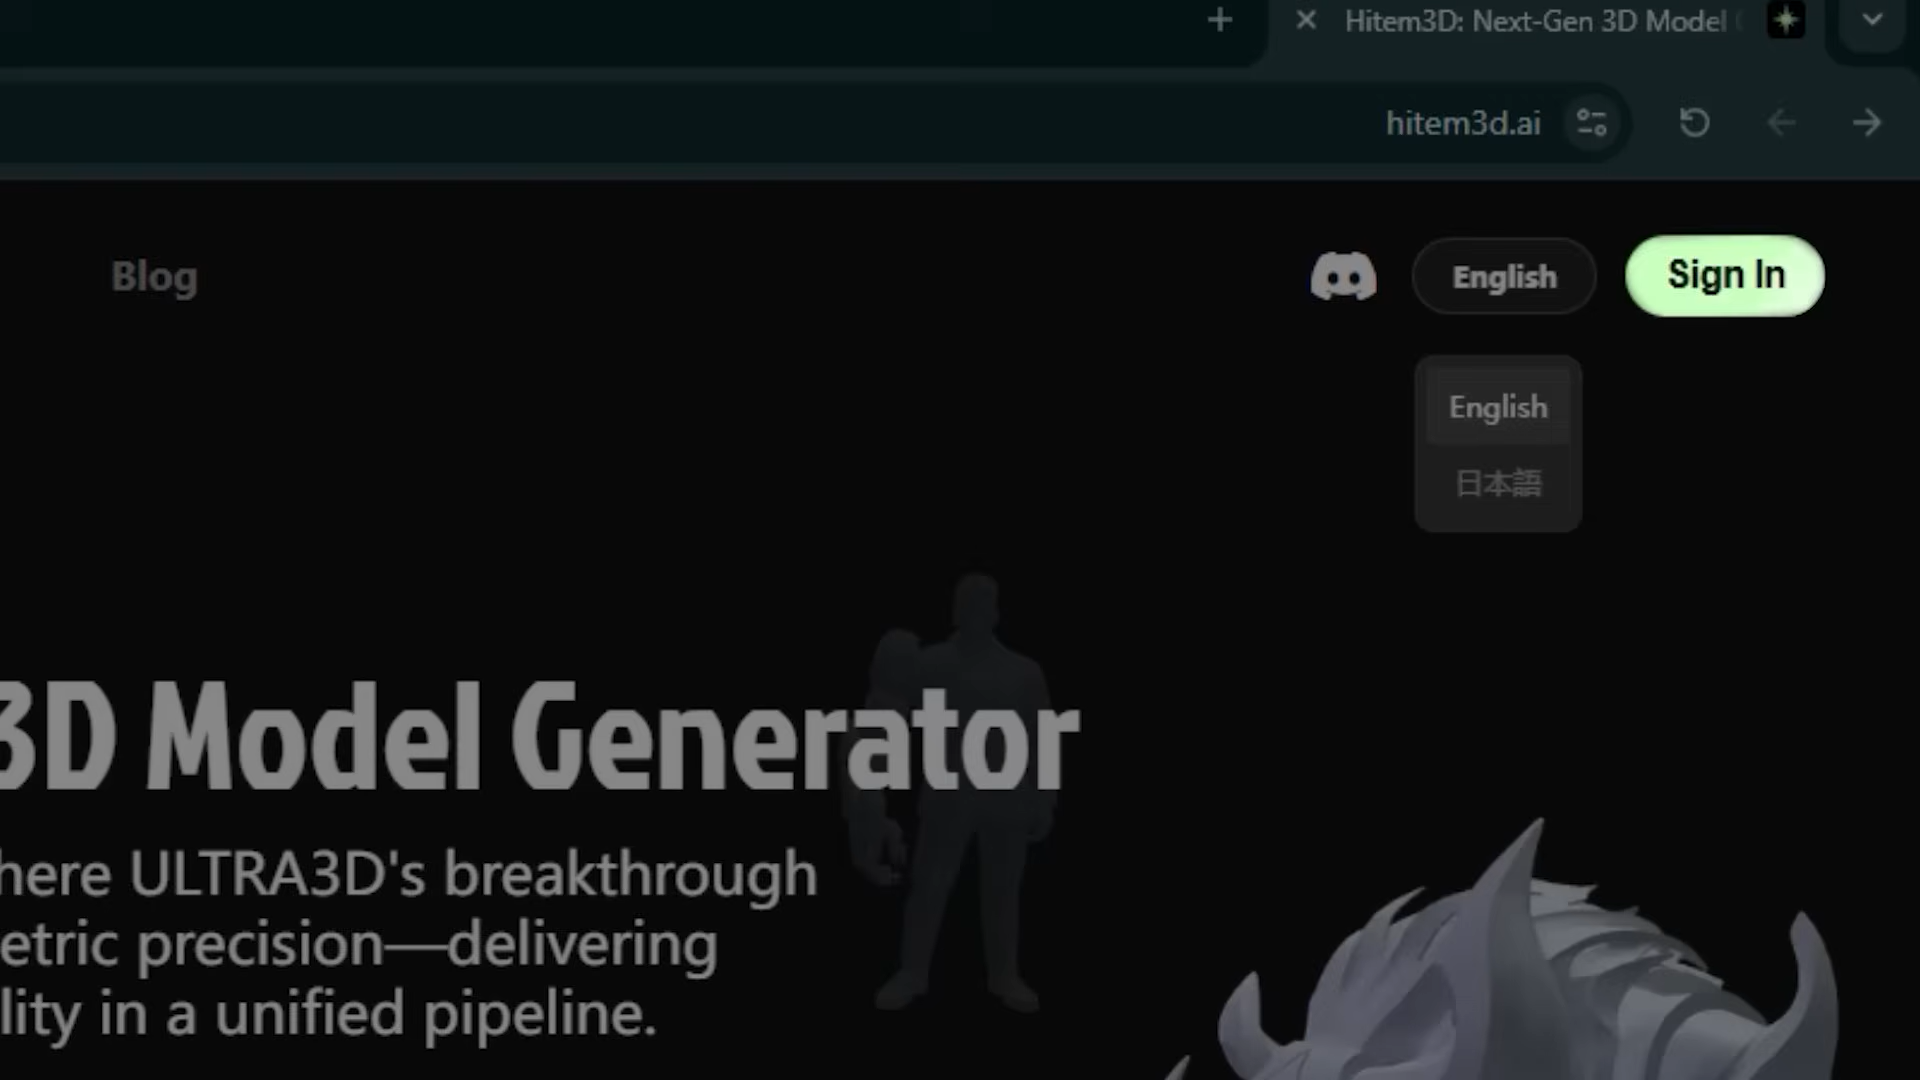 Hitem3D: Next-Gen 3D Model
hitem3d.ai
Blog
English
Sign In
English
日本語
3D Model Generator
here ULTRA3D's breakthrough
etric precision—delivering
lity in a unified pipeline.